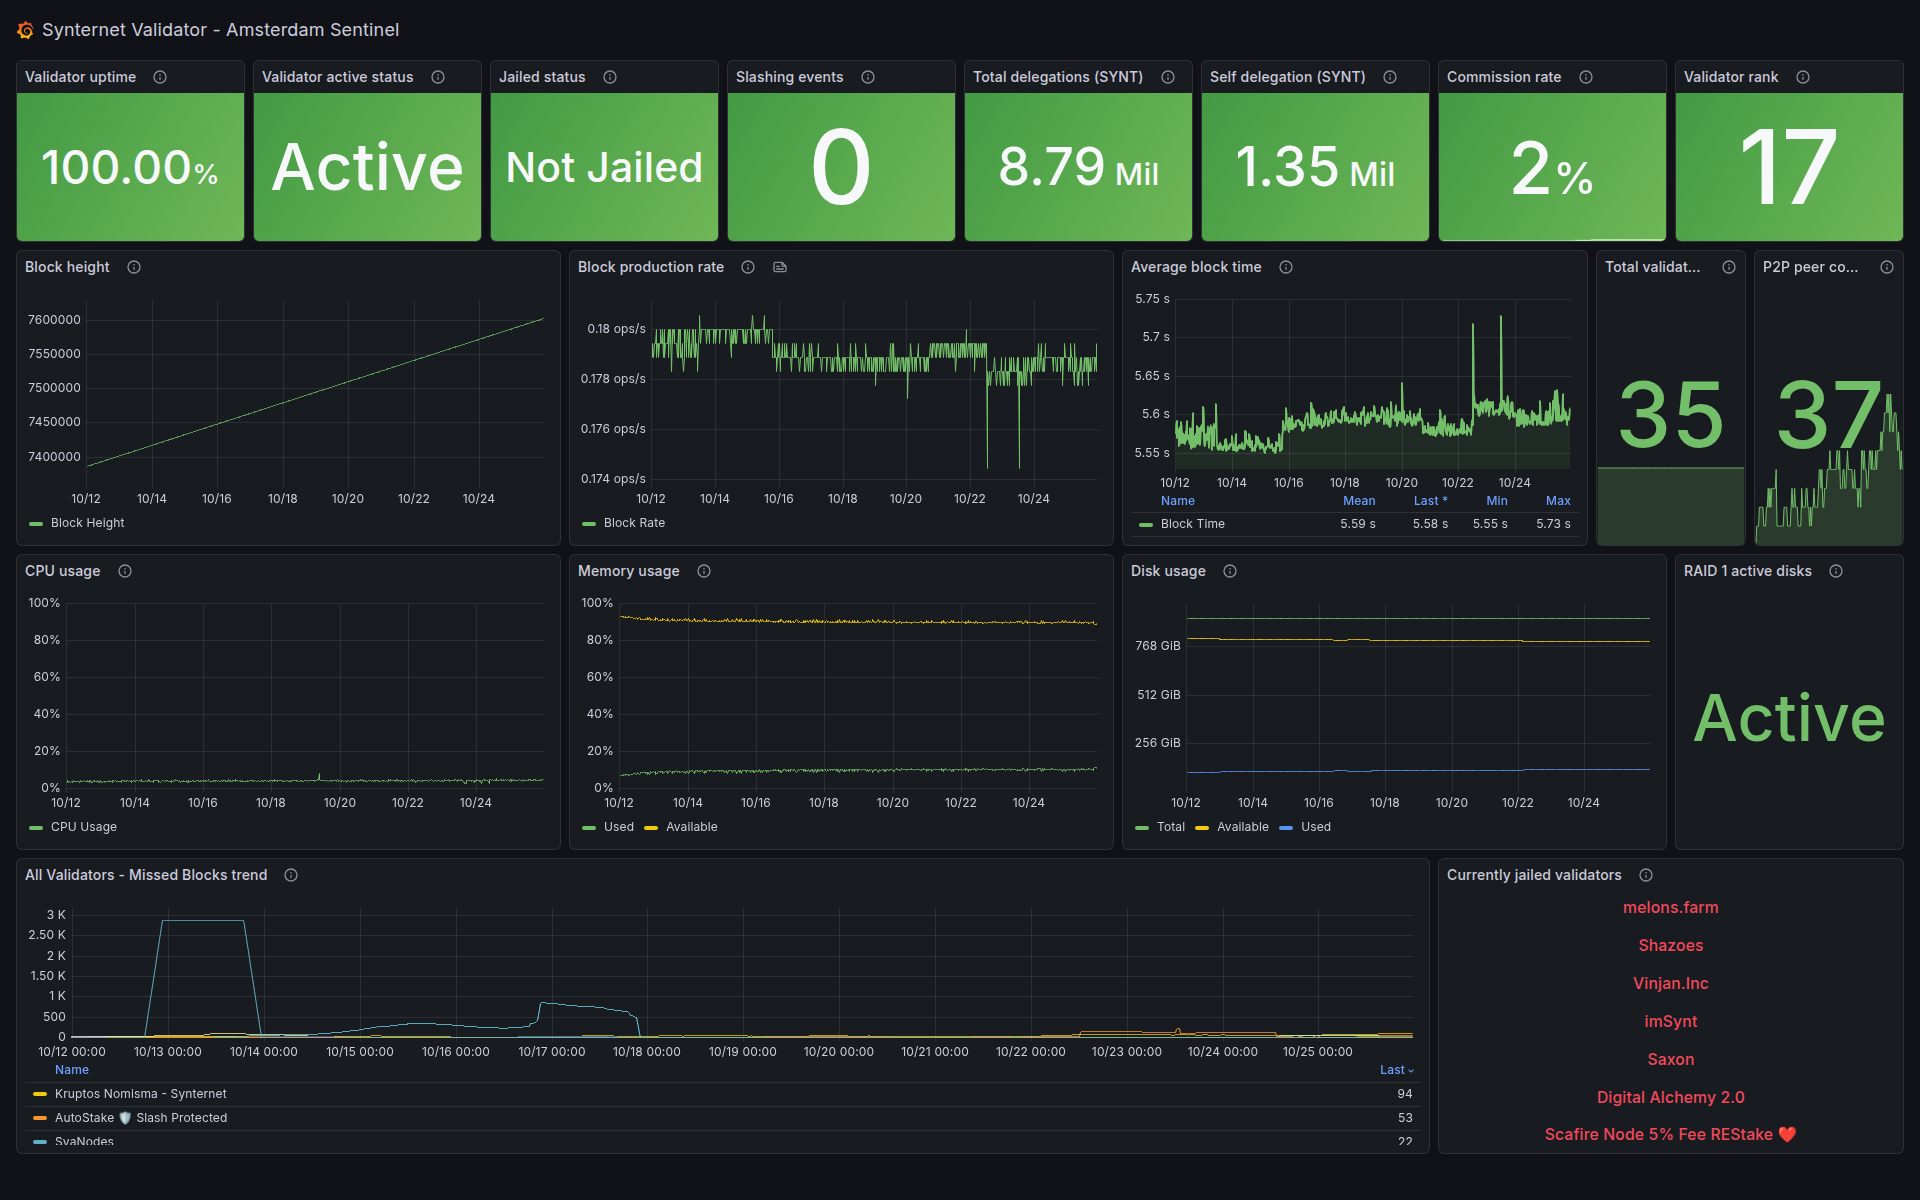 Synternet Validator - Amsterdam Sentinel
Validator uptime
100.00%
Validator active status
Active
Jailed status
Not Jailed
Slashing events
0
Total delegations (SYNT)
8.79 Mil
Self delegation (SYNT)
1.35 Mil
Commission rate
2%
Validator rank
17
Block height
7600000
7550000
7500000
7450000
7400000
10/12 10/14 10/16 10/18 10/20 10/22 10/24
Block Height
Block production rate
0.18 ops/s
0.178 ops/s
0.176 ops/s
0.174 ops/s
10/12 10/14 10/16 10/18 10/20 10/22 10/24
Block Rate
Average block time
5.75 s
5.7 s
5.65 s
5.6 s
5.55 s
10/12 10/14 10/16 10/18 10/20 10/22 10/24
Name Mean Last * Min Max
Block Time 5.59 s 5.58 s 5.55 s 5.73 s
Total validat...
35
P2P peer co...
37
CPU usage
100%
80%
60%
40%
20%
0%
10/12 10/14 10/16 10/18 10/20 10/22 10/24
CPU Usage
Memory usage
100%
80%
60%
40%
20%
0%
10/12 10/14 10/16 10/18 10/20 10/22 10/24
Used Available
Disk usage
768 GiB
512 GiB
256 GiB
10/12 10/14 10/16 10/18 10/20 10/22 10/24
Total Available Used
RAID 1 active disks
Active
All Validators - Missed Blocks trend
3 K
2.50 K
2 K
1.50 K
1 K
500
0
10/12 00:00 10/13 00:00 10/14 00:00 10/15 00:00 10/16 00:00 10/17 00:00 10/18 00:00 10/19 00:00 10/20 00:00 10/21 00:00 10/22 00:00 10/23 00:00 10/24 00:00 10/25 00:00
Name Last
Kruptos Nomisma - Synternet 94
AutoStake 🛡️ Slash Protected 53
SvaNodes 22
Currently jailed validators
melons.farm
Shazoes
Vinjan.Inc
imSynt
Saxon
Digital Alchemy 2.0
Scafire Node 5% Fee REStake ❤️